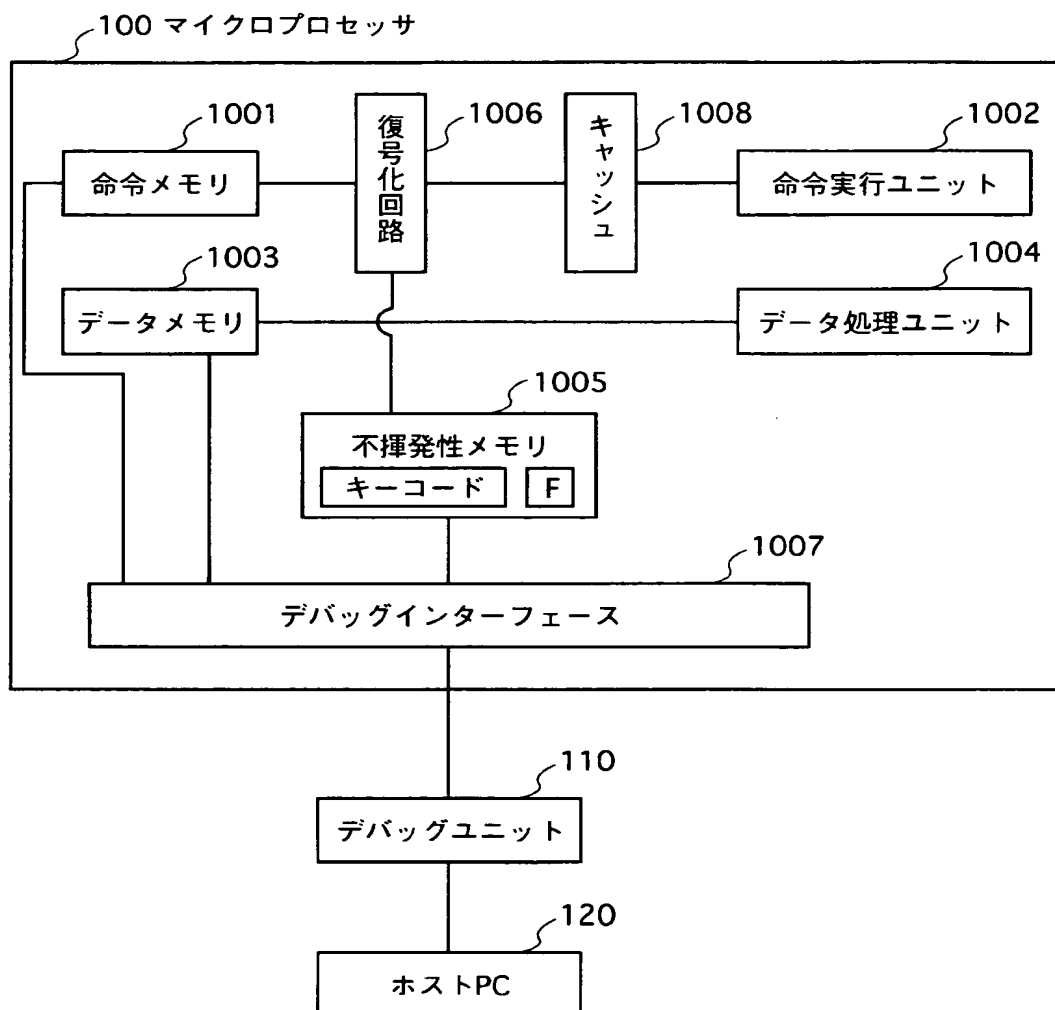 100 マイクロプロセッサ
1001
1006
1008
1002
命令メモリ
復号化回路
キャッシュ
命令実行ユニット
1003
1004
データメモリ
データ処理ユニット
1005
不揮発性メモリ
キーコード
F
1007
デバッグインターフェース
110
デバッグユニット
120
ホストPC